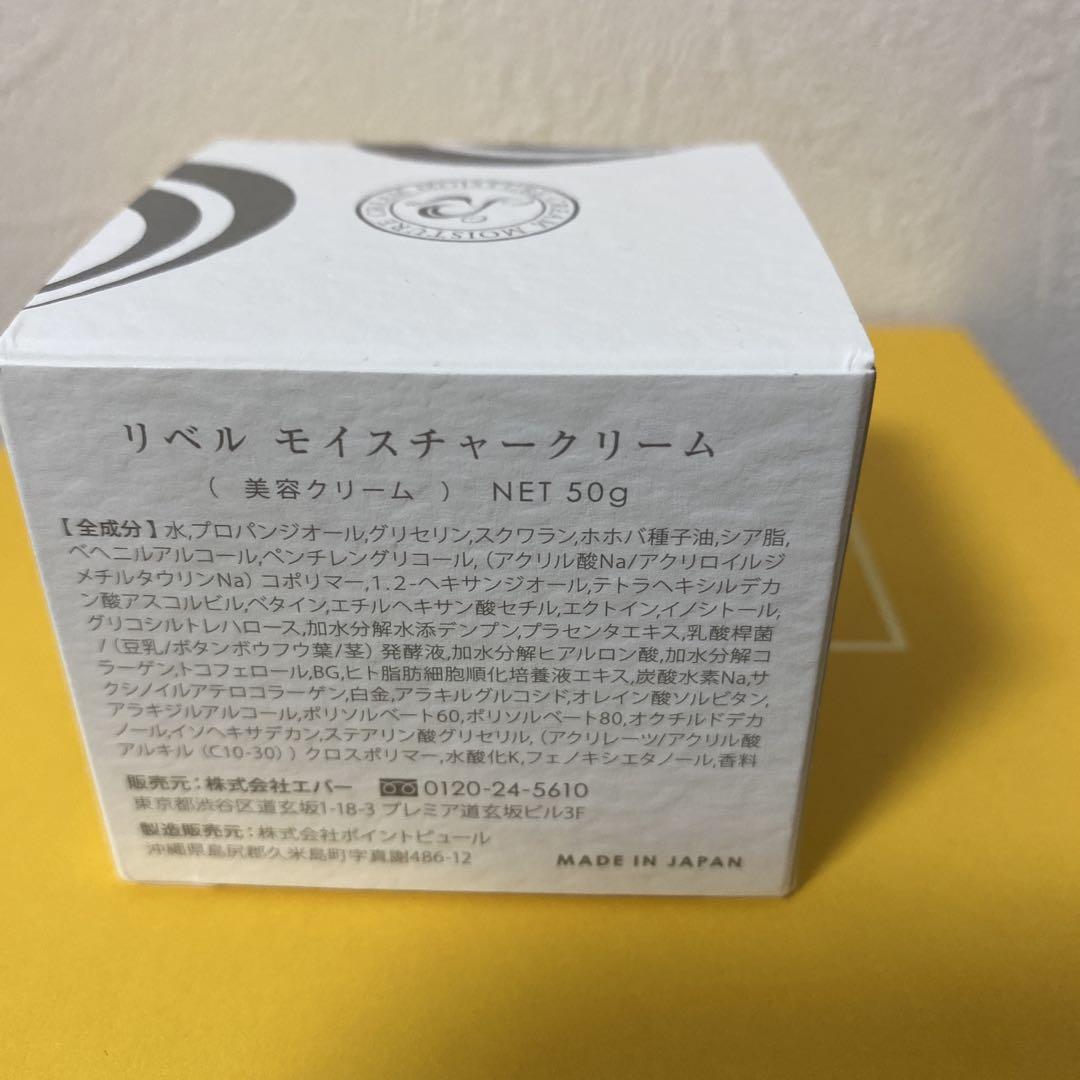 MOISTURE
リベル モイスチャークリーム
（ 美容クリーム ） NET 50g
【全成分】水,プロパンジオール,グリセリン,スクワラン,ホホバ種子油,シア脂,
ベヘニルアルコール,ペンチレングリコール,（アクリル酸Na/アクリロイルジ
メチルタウリンNa）コポリマー,1.2-ヘキサンジオール,テトラヘキシルデカ
ン酸アスコルビル,ベタイン,エチルヘキサン酸セチル,エクトイン,イノシトール,
グリコシルトレハロース,加水分解水添デンプン,プラセンタエキス,乳酸桿菌
/（豆乳/ボタンボウフウ葉/茎）発酵液,加水分解ヒアルロン酸,加水分解コ
ラーゲン,トコフェロール,BG,ヒト脂肪細胞順化培養液エキス,炭酸水素Na,サ
クシノイルアテロコラーゲン,白金,アラキルグルコシド,オレイン酸ソルビタン,
アラキジルアルコール,ポリソルベート60,ポリソルベート80,オクチルドデカ
ノール,イソヘキサデカン,ステアリン酸グリセリル,（アクリレーツ/アクリル酸
アルキル（C10-30））クロスポリマー,水酸化K,フェノキシエタノール,香料
販売元：株式会社エバー 0120-24-5610
東京都渋谷区道玄坂1-18-3 プレミア道玄坂ビル3F
製造販売元：株式会社ポイントピュール
沖縄県島尻郡久米島町字真謝486-12 MADE IN JAPAN